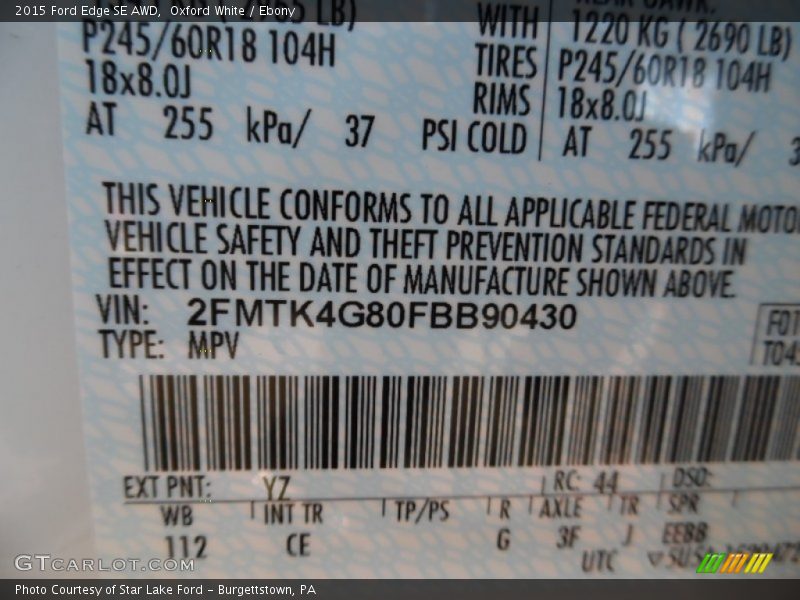 2015 Ford Edge SE AWD, Oxford White / Ebony
LB)
P245/60R18 104H
18x8.0J
AT 255 kPa/ 37 PSI COLD
WITH
TIRES
RIMS
1220 KG ( 2690 LB)
P245/60R18 104H
18x8.0J
AT 255 kPa/
THIS VEHICLE CONFORMS TO ALL APPLICABLE FEDERAL MOTO
VEHICLE SAFETY AND THEFT PREVENTION STANDARDS IN
EFFECT ON THE DATE OF MANUFACTURE SHOWN ABOVE.
VIN: 2FMTK4G80FBB90430
TYPE: MPV
EXT PNT: YZ RC: 44 DSO:
WB INT TR TP/PS R AXLE TR SPR
112 CE G 3F J EEBB
UTC
GTCARLOT.COM
Photo Courtesy of Star Lake Ford - Burgettstown, PA